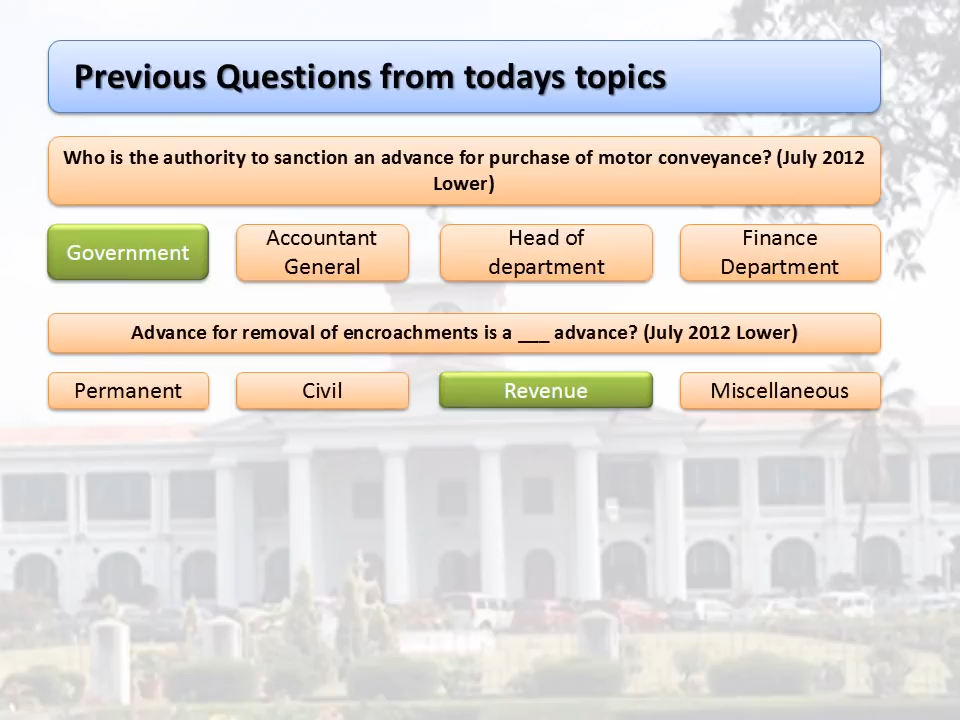 Previous Questions from todays topics
Who is the authority to sanction an advance for purchase of motor conveyance? (July 2012
Lower)
Government
Accountant
General
Head of
department
Finance
Department
Advance for removal of encroachments is a ___ advance? (July 2012 Lower)
Permanent
Civil
Revenue
Miscellaneous